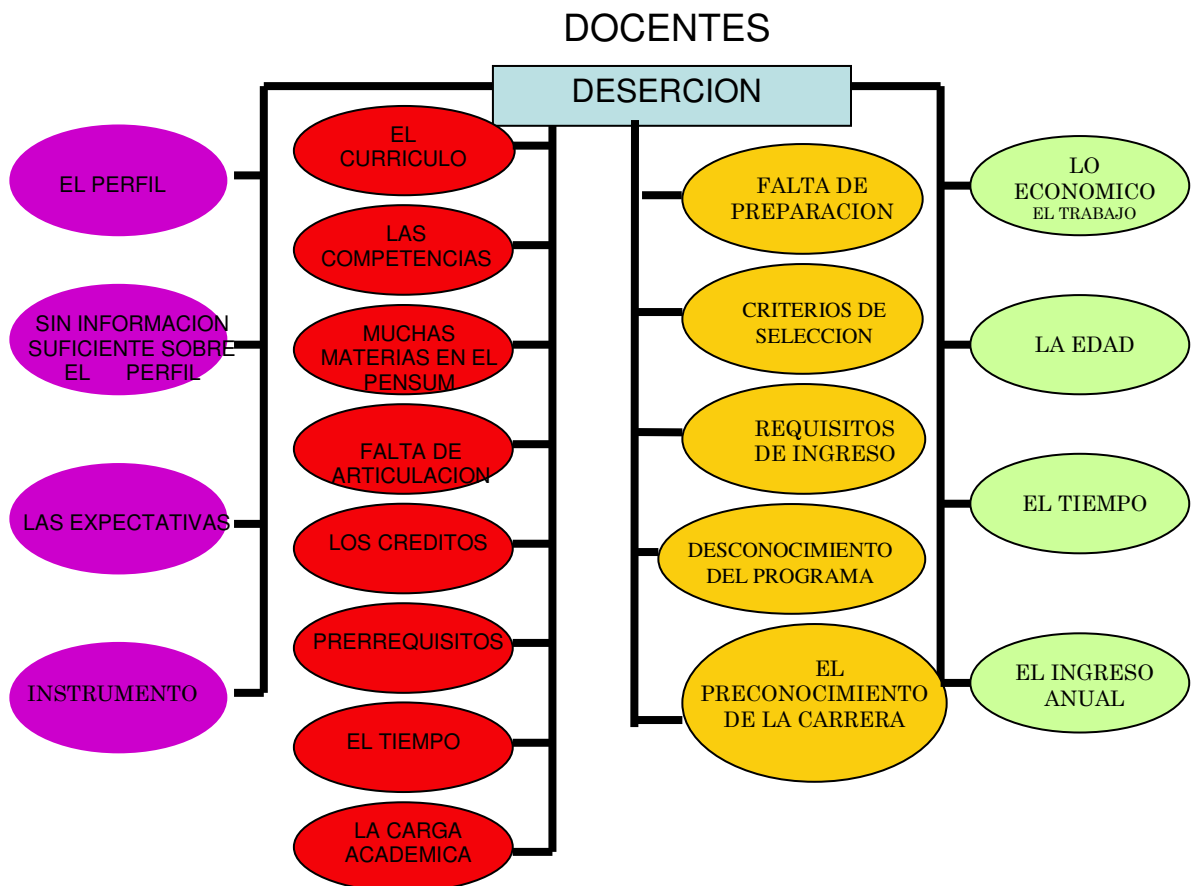 DOCENTES
DESERCION
EL PERFIL
SIN INFORMACION
SUFICIENTE SOBRE
EL PERFIL
LAS EXPECTATIVAS
INSTRUMENTO
EL
CURRICULO
LAS
COMPETENCIAS
MUCHAS
MATERIAS EN EL
PENSUM
FALTA DE
ARTICULACION
LOS CREDITOS
PRERREQUISITOS
EL TIEMPO
LA CARGA
ACADEMICA
FALTA DE
PREPARACION
CRITERIOS DE
SELECCION
REQUISITOS
DE INGRESO
DESCONOCIMIENTO
DEL PROGRAMA
EL
PRECONOCIMIENTO
DE LA CARRERA
LO
ECONOMICO
EL TRABAJO
LA EDAD
EL TIEMPO
EL INGRESO
ANUAL